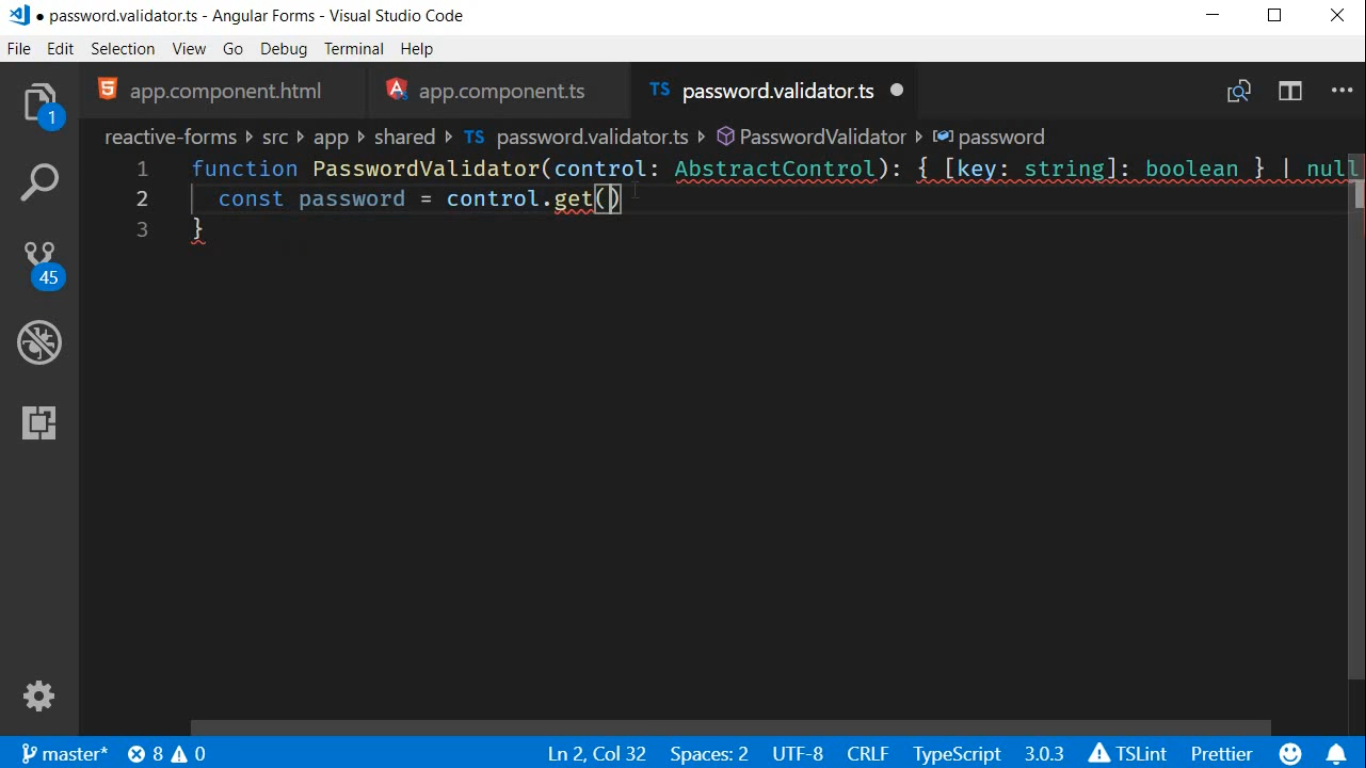 password.validator.ts - Angular Forms - Visual Studio Code
File Edit Selection View Go Debug Terminal Help
app.component.html app.component.ts TS password.validator.ts
1
reactive-forms src app shared TS password.validator.ts PasswordValidator password
1 function PasswordValidator(control: AbstractControl): { [key: string]: boolean } | null
2 const password = control.get()
3 }
45
master* 8 0 Ln 2, Col 32 Spaces: 2 UTF-8 CRLF TypeScript 3.0.3 TSLint Prettier